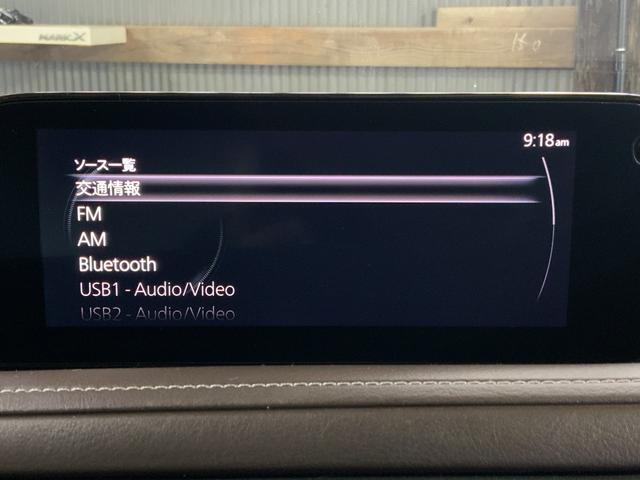 MARKX
9:18am
ソース一覧
交通情報
FM
AM
Bluetooth
USB1 - Audio/Video
USB2 - Audio/Video